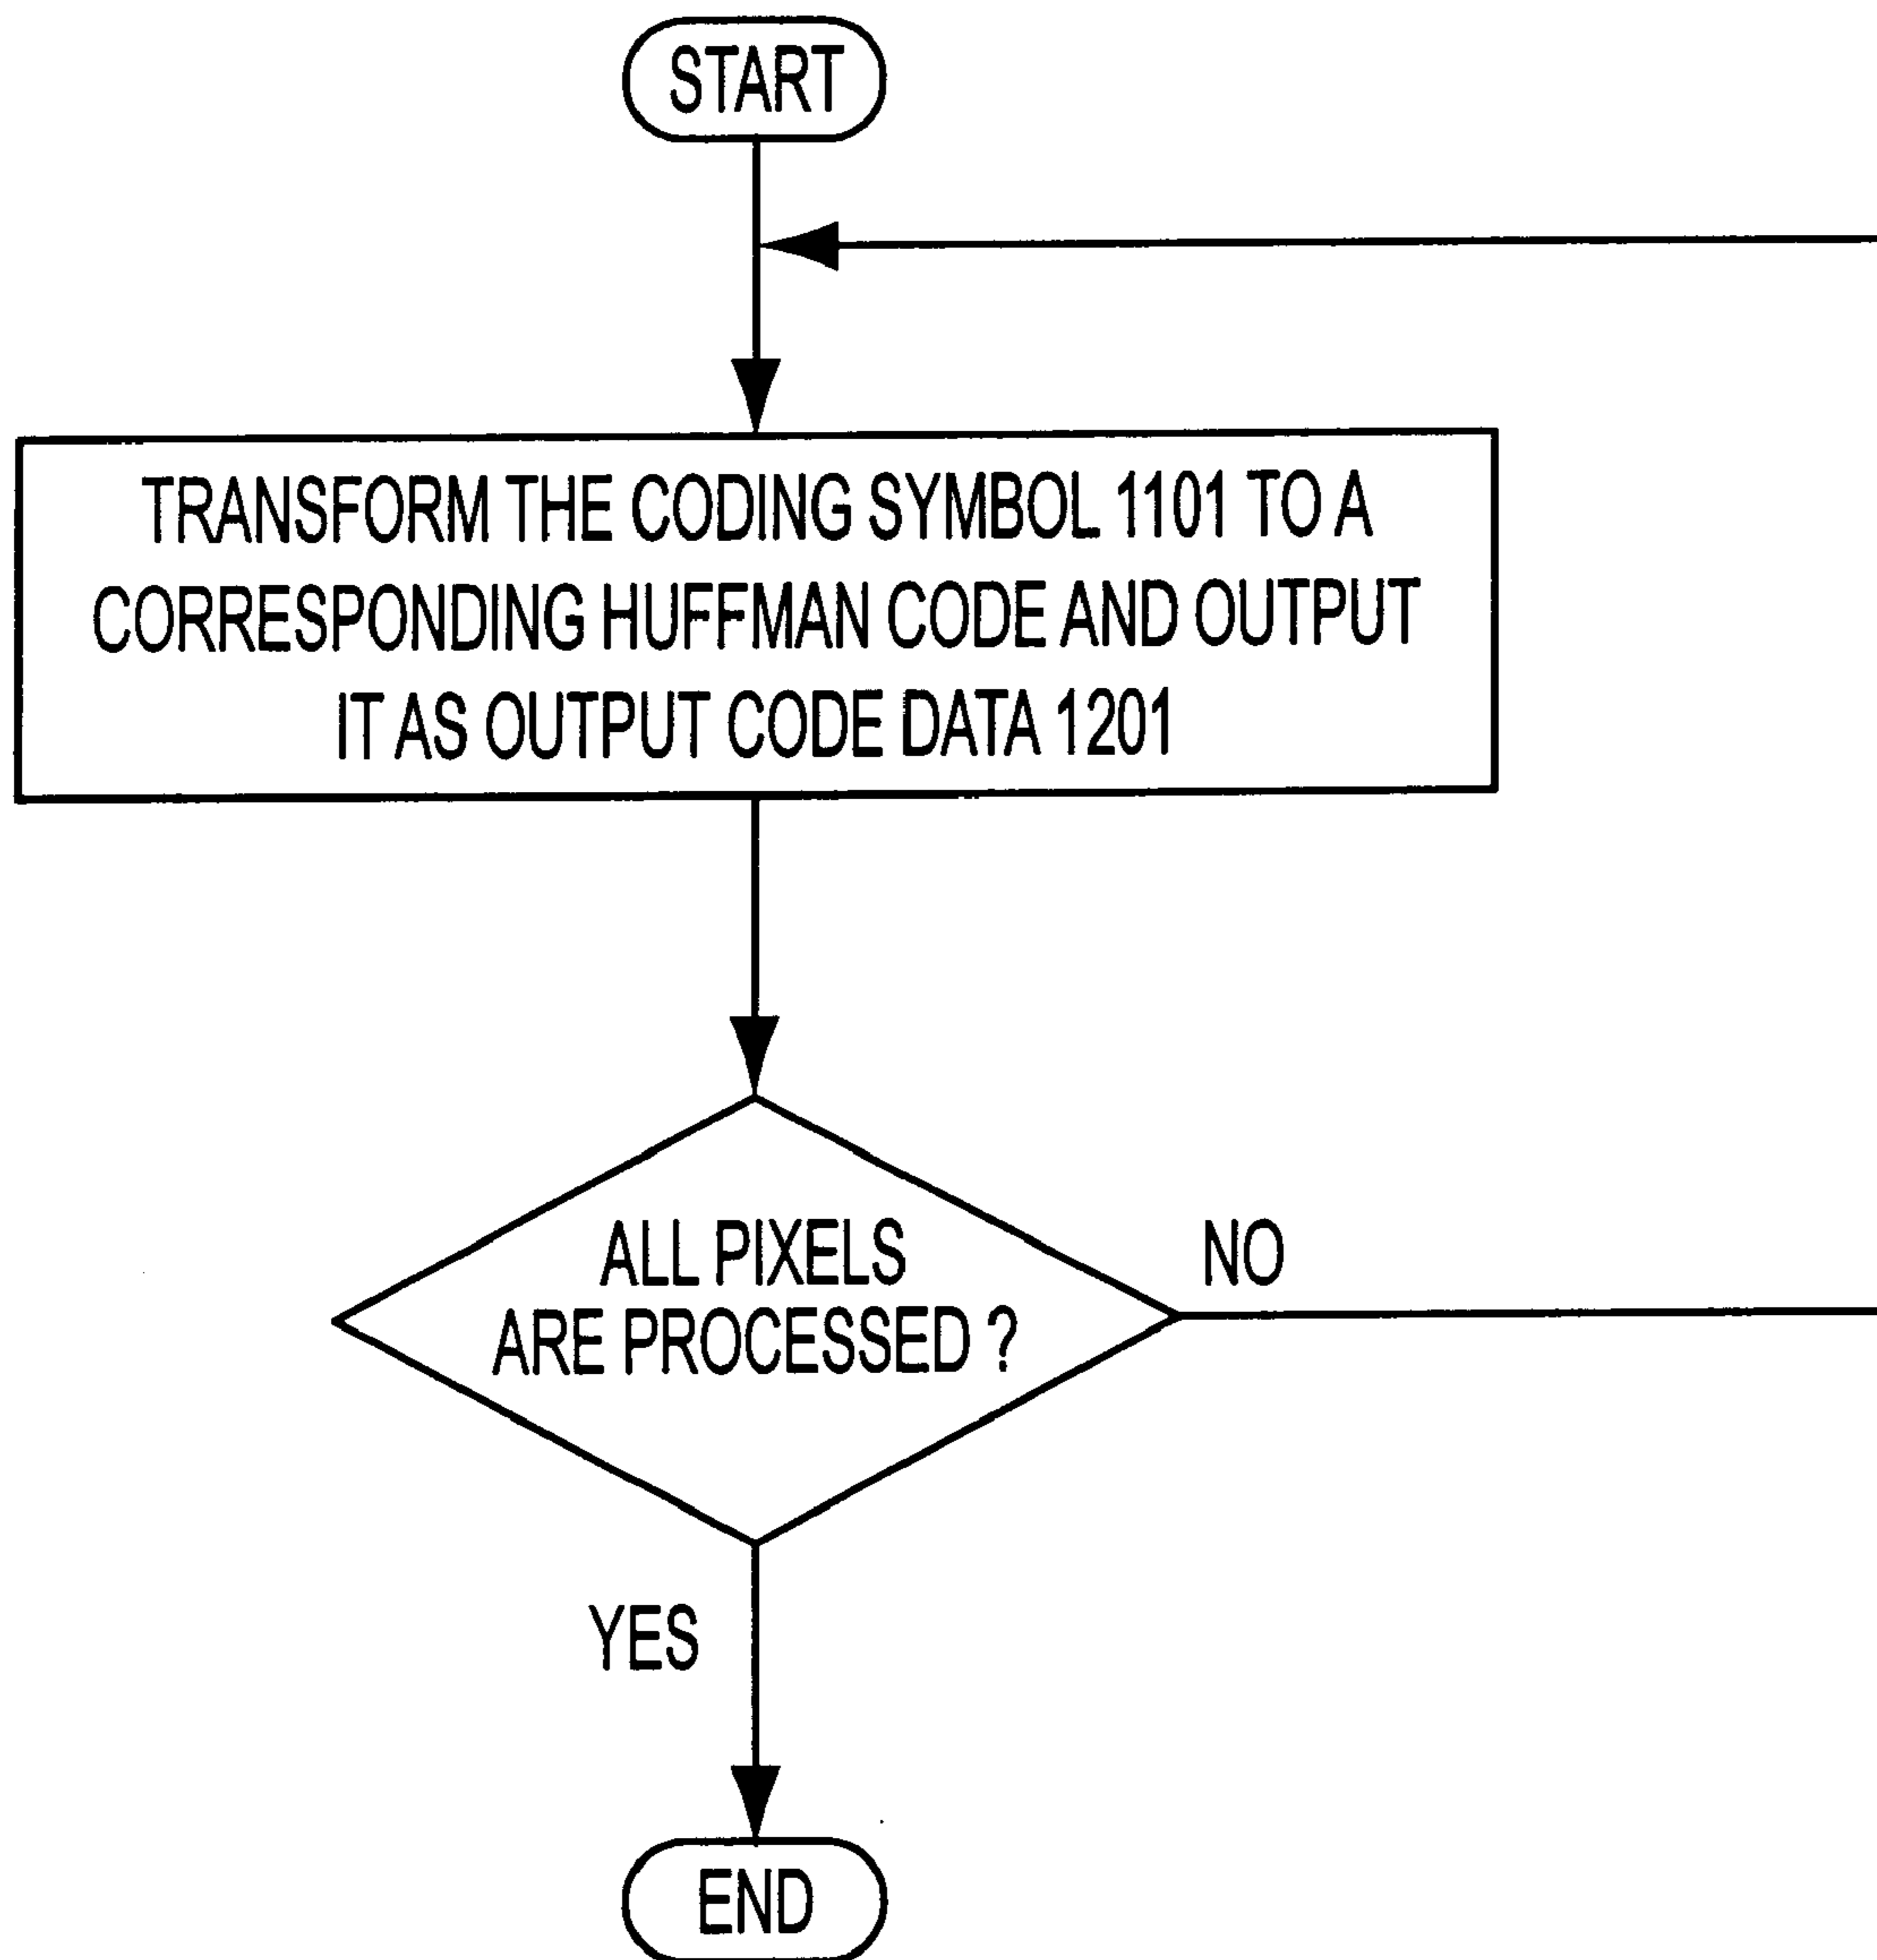 START
TRANSFORM THE CODING SYMBOL 1101 TO A
CORRESPONDING HUFFMAN CODE AND OUTPUT
IT AS OUTPUT CODE DATA 1201
ALL PIXELS
ARE PROCESSED ?
NO
YES
END